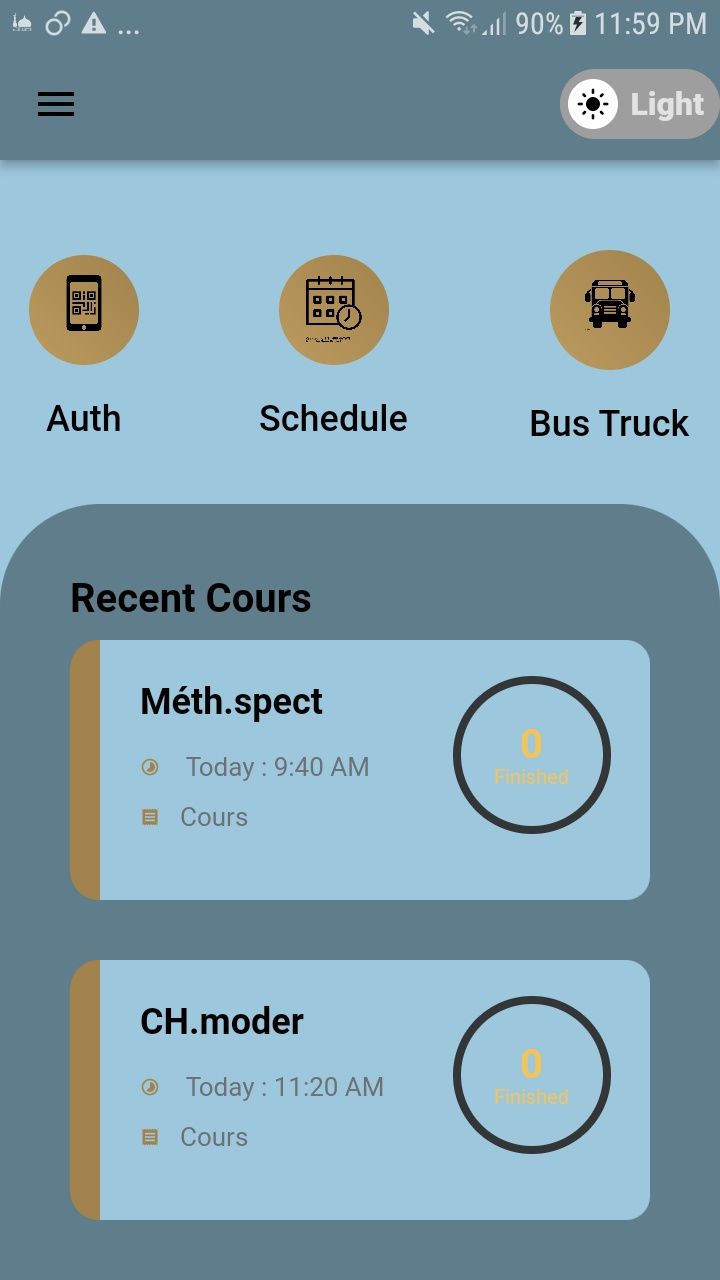 ... 90% 11:59 PM
Light
Auth Schedule Bus Truck
Recent Cours
Méth.spect
0
Today : 9:40 AM
Finished
Cours
CH.moder
0
Today : 11:20 AM
Finished
Cours